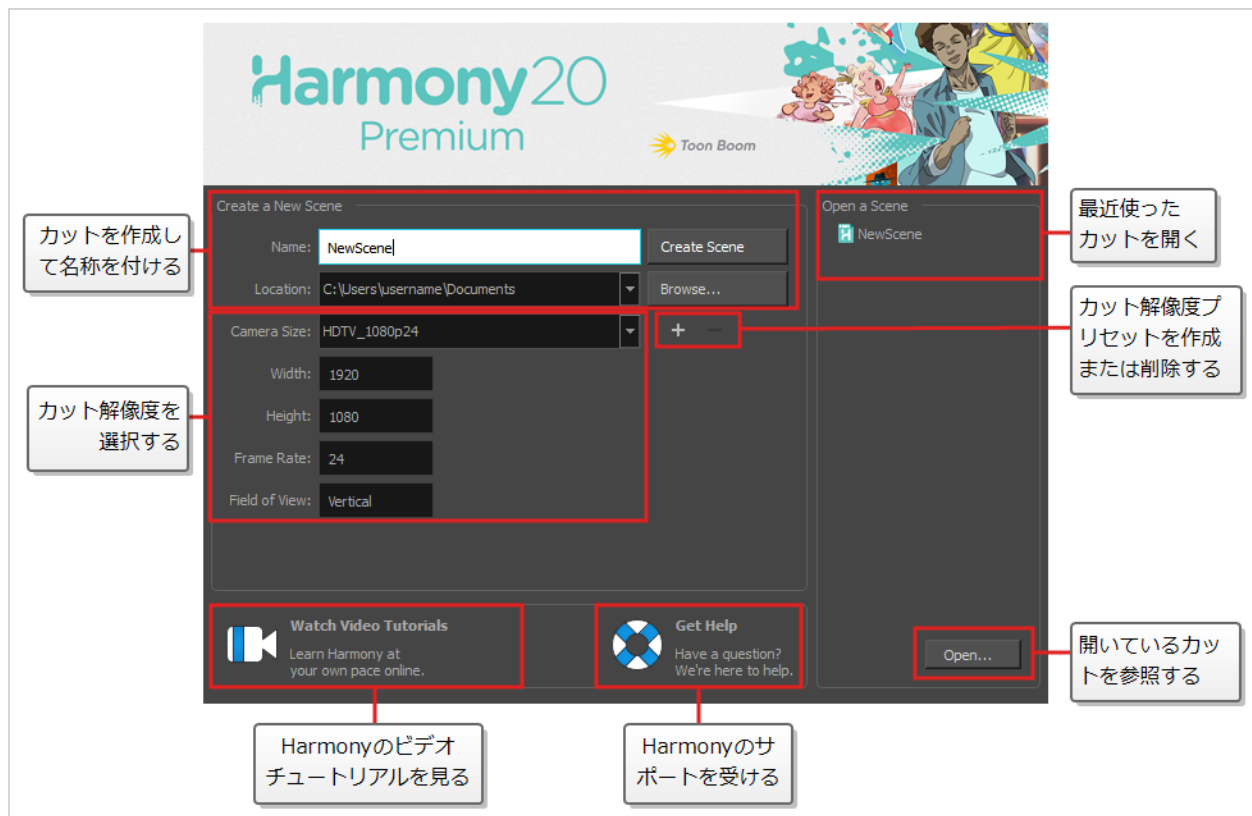 Harmony 20
Premium
Toon Boom
Create a New Scene
Name:
NewScene
Create Scene
Location:
C:\Users\username\Documents
Browse...
Camera Size:
HDTV_1080p24
+ −
Width:
1920
Height:
1080
Frame Rate:
24
Field of View:
Vertical
Open a Scene
NewScene
Watch Video Tutorials
Learn Harmony at
your own pace online.
Get Help
Have a question?
We're here to help.
Open...
カットを作成し
て名称を付ける
カット解像度を
選択する
最近使った
カットを開く
カット解像度プ
リセットを作成
または削除する
開いているカッ
トを参照する
Harmonyのビデオ
チュートリアルを見る
Harmonyのサ
ポートを受ける